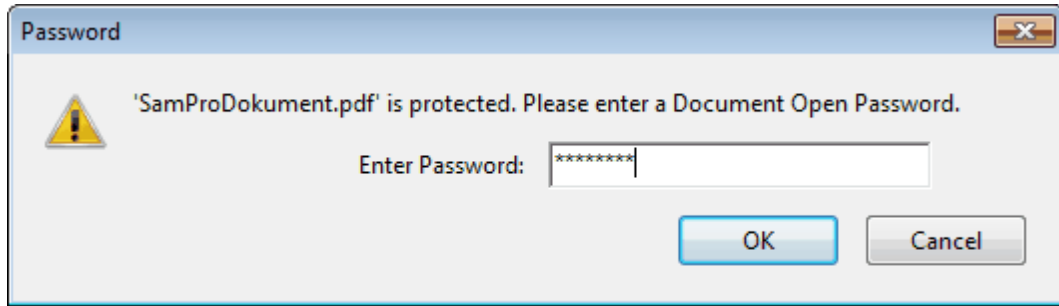 Password
'SamProDokument.pdf' is protected. Please enter a Document Open Password.
Enter Password: ********
OK Cancel